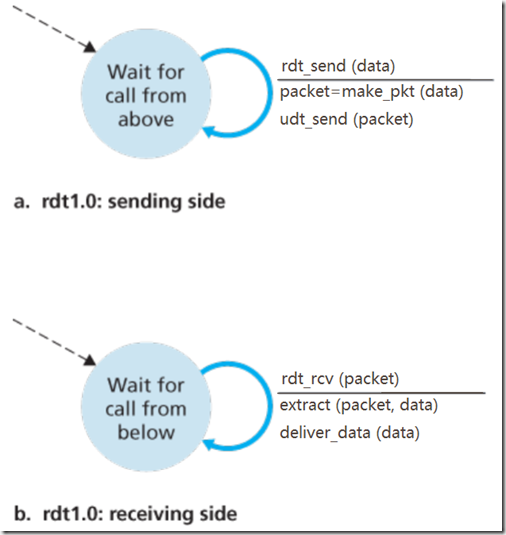 Wait for
call from
above
rdt_send (data)
packet=make_pkt (data)
udt_send (packet)
a. rdt1.0: sending side
Wait for
call from
below
rdt_rcv (packet)
extract (packet, data)
deliver_data (data)
b. rdt1.0: receiving side